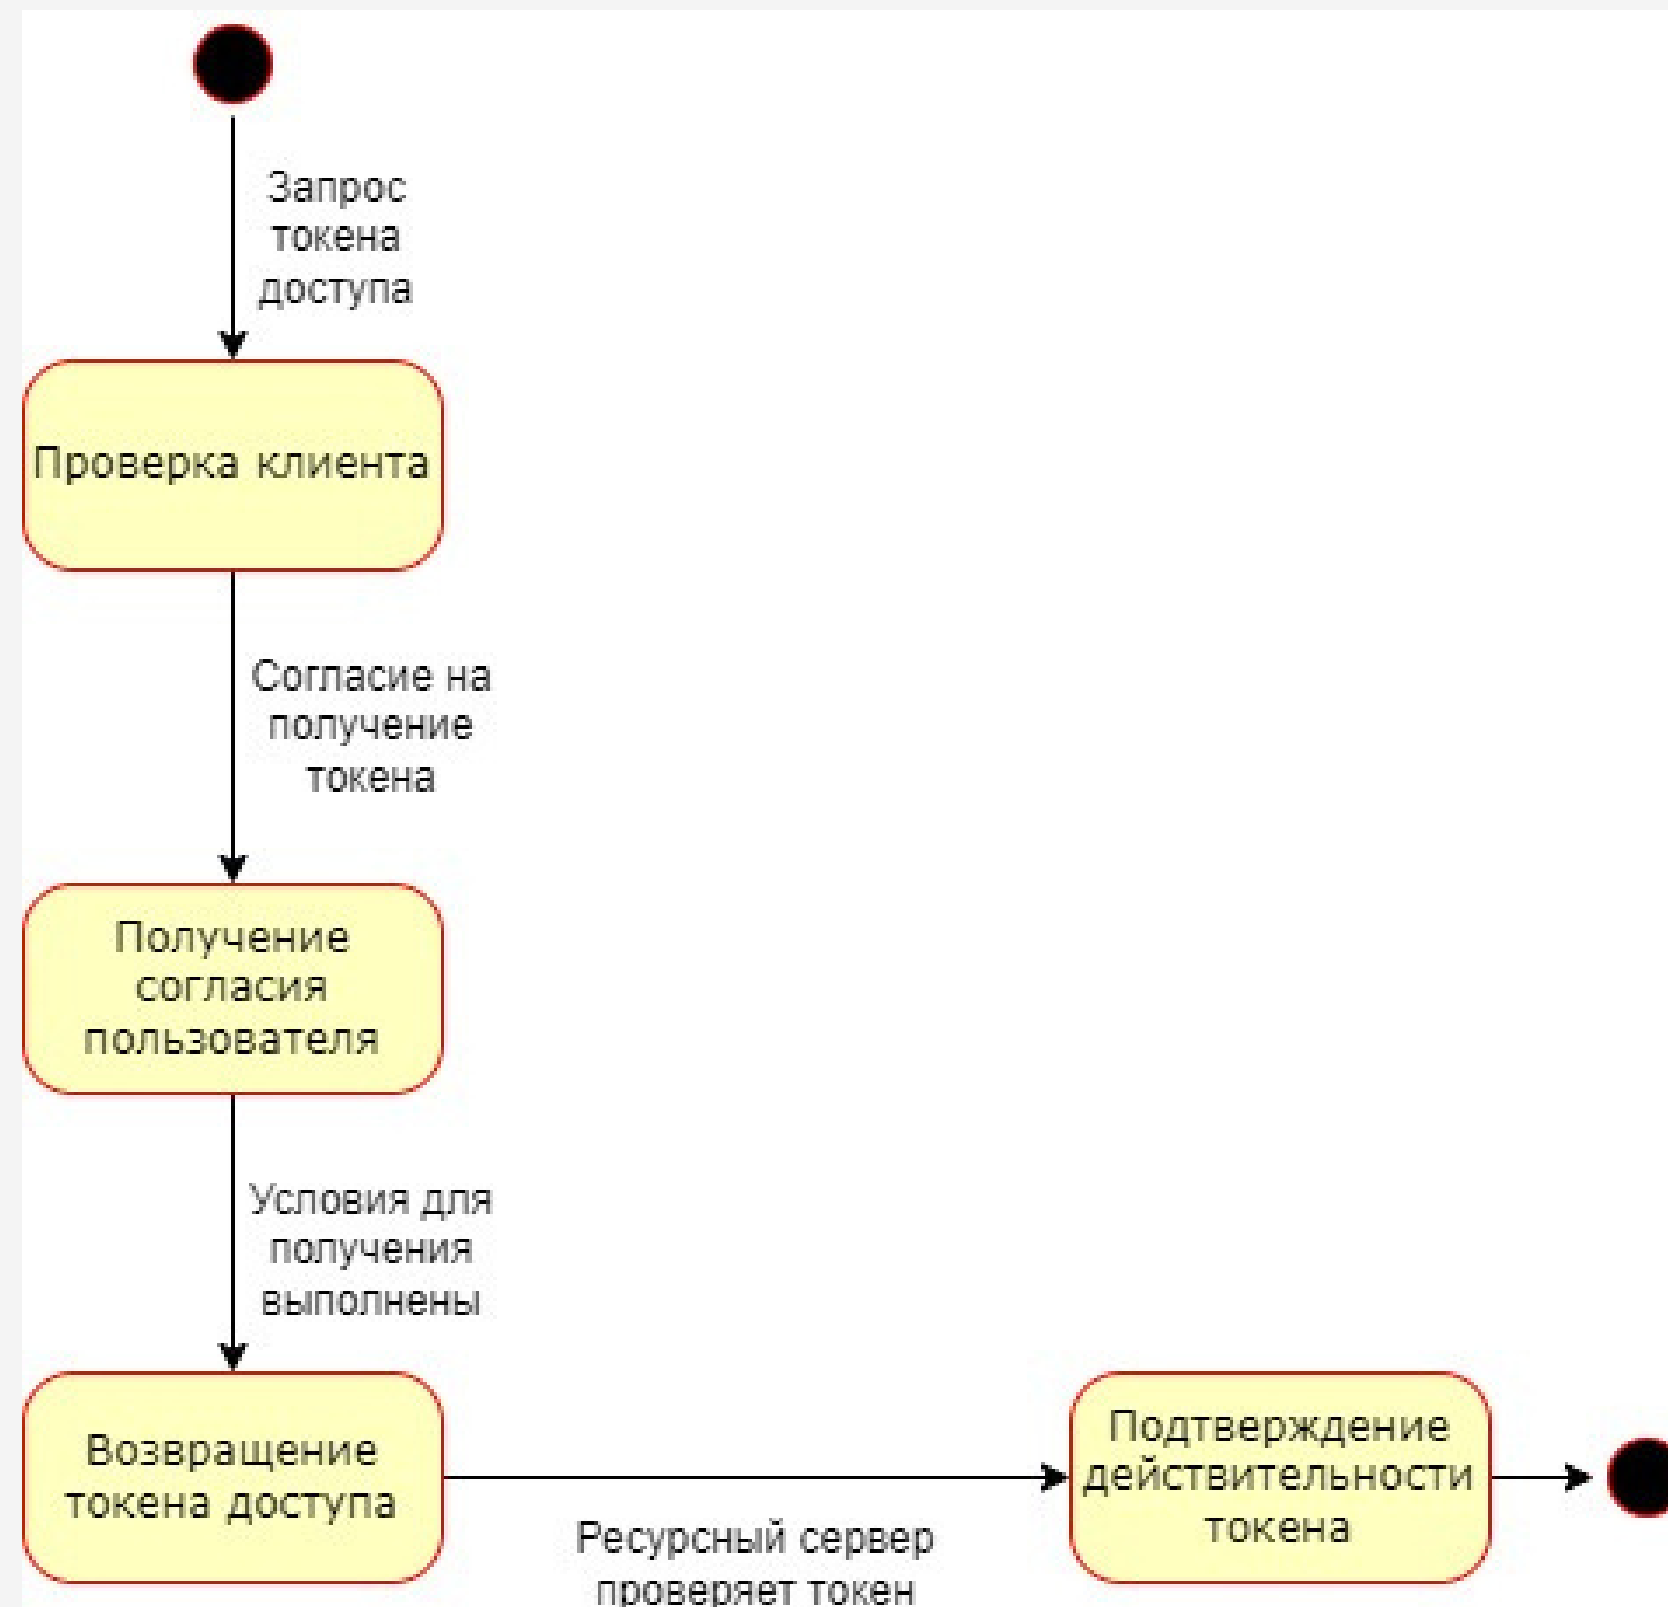 Запрос
токена
доступа
Проверка клиента
Согласие на
получение
токена
Получение
согласия
пользователя
Условия для
получения
выполнены
Возвращение
токена доступа
Ресурсный сервер
проверяет токен
Подтверждение
действительности
токена